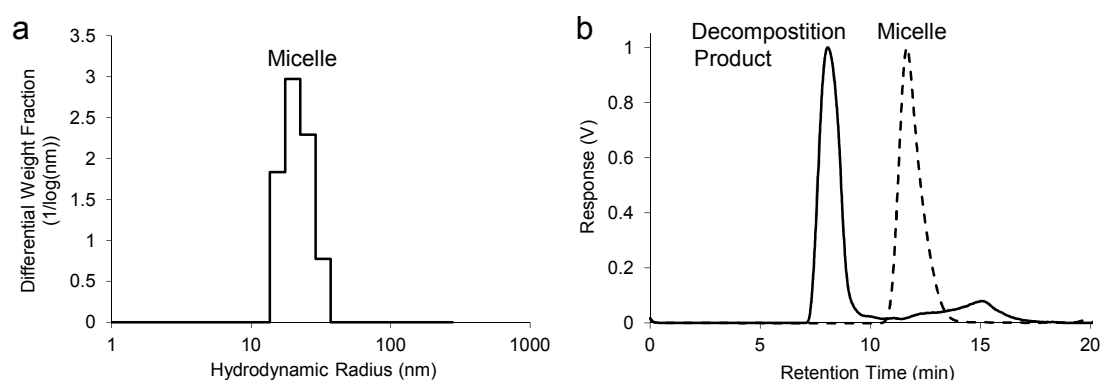 a
Micelle
Differential Weight Fraction
(1/log(nm))
3.5
3
2.5
2
1.5
1
0.5
0
1
10
100
1000
Hydrodynamic Radius (nm)
b
Decompostition
Product
Micelle
Response (V)
1
0.8
0.6
0.4
0.2
0
0
5
10
15
20
Retention Time (min)